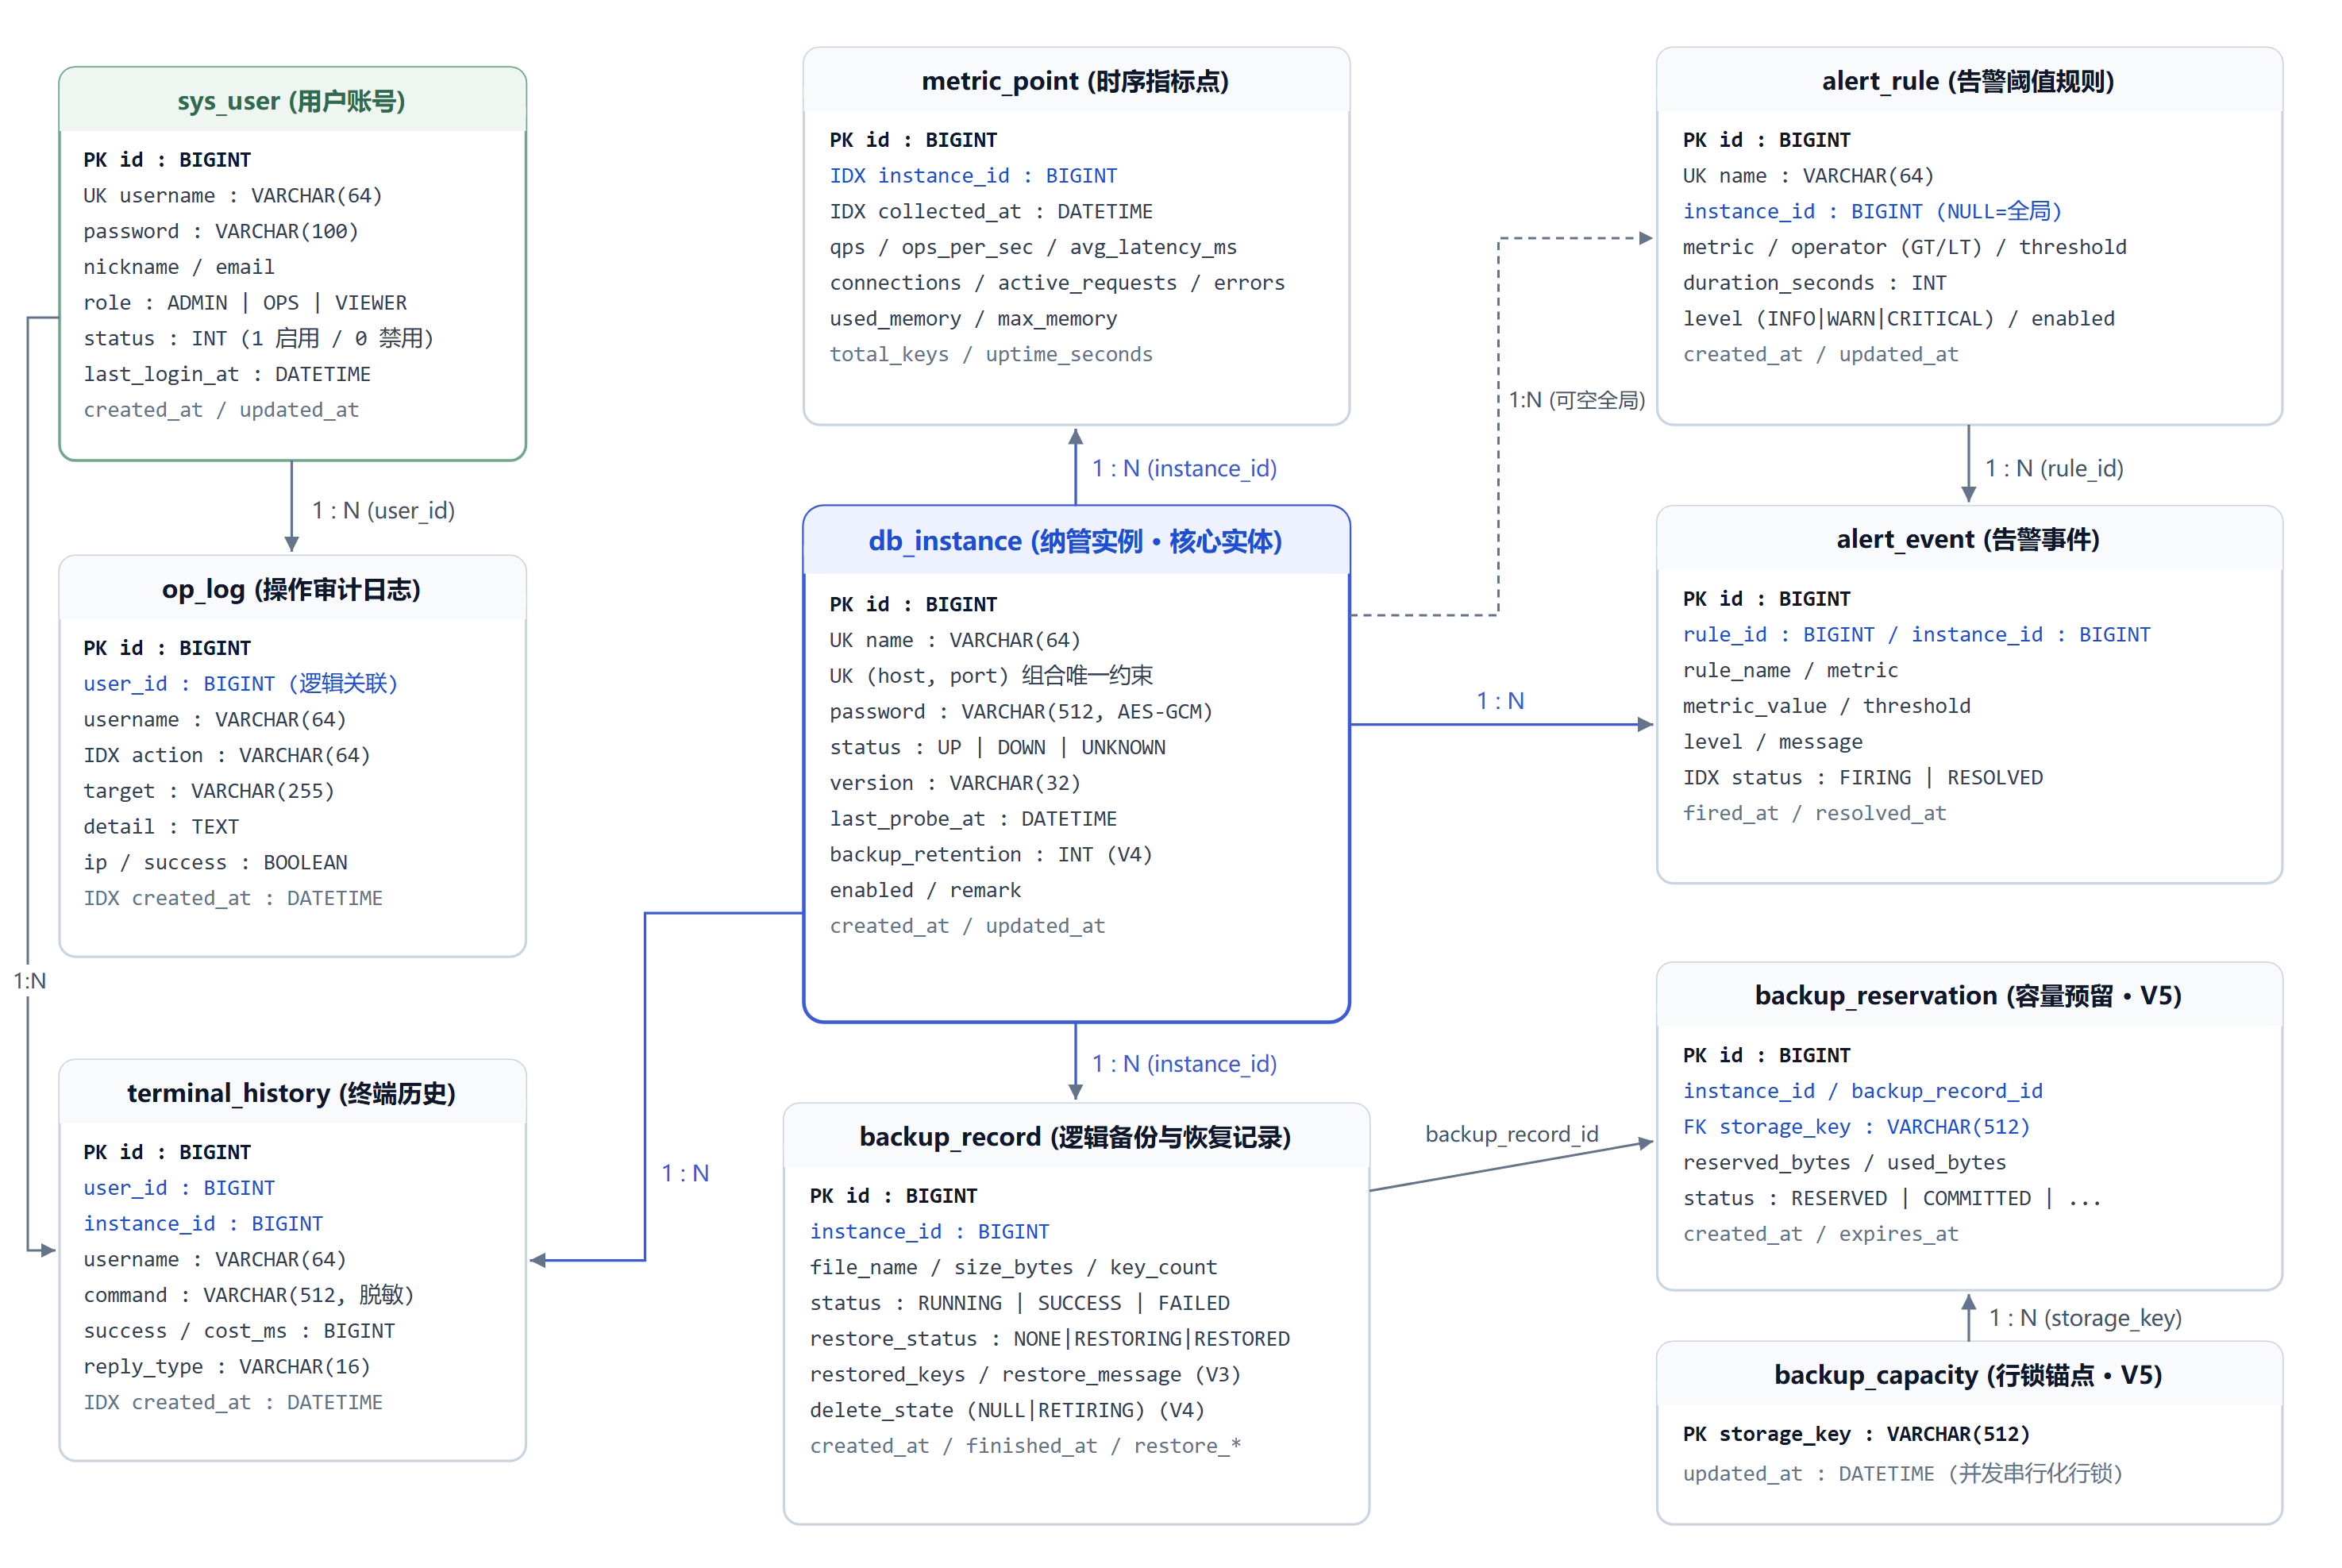 sys_user (用户账号)
PK id : BIGINT
UK username : VARCHAR(64)
password : VARCHAR(100)
nickname / email
role : ADMIN | OPS | VIEWER
status : INT (1 启用 / 0 禁用)
last_login_at : DATETIME
created_at / updated_at
1 : N (user_id)
op_log (操作审计日志)
PK id : BIGINT
user_id : BIGINT (逻辑关联)
username : VARCHAR(64)
IDX action : VARCHAR(64)
target : VARCHAR(255)
detail : TEXT
ip / success : BOOLEAN
IDX created_at : DATETIME
1:N
terminal_history (终端历史)
PK id : BIGINT
user_id : BIGINT
instance_id : BIGINT
username : VARCHAR(64)
command : VARCHAR(512, 脱敏)
success / cost_ms : BIGINT
reply_type : VARCHAR(16)
IDX created_at : DATETIME
metric_point (时序指标点)
PK id : BIGINT
IDX instance_id : BIGINT
IDX collected_at : DATETIME
qps / ops_per_sec / avg_latency_ms
connections / active_requests / errors
used_memory / max_memory
total_keys / uptime_seconds
1 : N (instance_id)
db_instance (纳管实例 • 核心实体)
PK id : BIGINT
UK name : VARCHAR(64)
UK (host, port) 组合唯一约束
password : VARCHAR(512, AES-GCM)
status : UP | DOWN | UNKNOWN
version : VARCHAR(32)
last_probe_at : DATETIME
backup_retention : INT (V4)
enabled / remark
created_at / updated_at
1 : N (instance_id)
1 : N
backup_record (逻辑备份与恢复记录)
PK id : BIGINT
instance_id : BIGINT
file_name / size_bytes / key_count
status : RUNNING | SUCCESS | FAILED
restore_status : NONE|RESTORING|RESTORED
restored_keys / restore_message (V3)
delete_state (NULL|RETIRING) (V4)
created_at / finished_at / restore_*
1:N (可空全局)
1 : N
backup_record_id
alert_rule (告警阈值规则)
PK id : BIGINT
UK name : VARCHAR(64)
instance_id : BIGINT (NULL=全局)
metric / operator (GT/LT) / threshold
duration_seconds : INT
level (INFO|WARN|CRITICAL) / enabled
created_at / updated_at
1 : N (rule_id)
alert_event (告警事件)
PK id : BIGINT
rule_id : BIGINT / instance_id : BIGINT
rule_name / metric
metric_value / threshold
level / message
IDX status : FIRING | RESOLVED
fired_at / resolved_at
backup_reservation (容量预留 • V5)
PK id : BIGINT
instance_id / backup_record_id
FK storage_key : VARCHAR(512)
reserved_bytes / used_bytes
status : RESERVED | COMMITTED | ...
created_at / expires_at
1 : N (storage_key)
backup_capacity (行锁锚点 • V5)
PK storage_key : VARCHAR(512)
updated_at : DATETIME (并发串行化行锁)